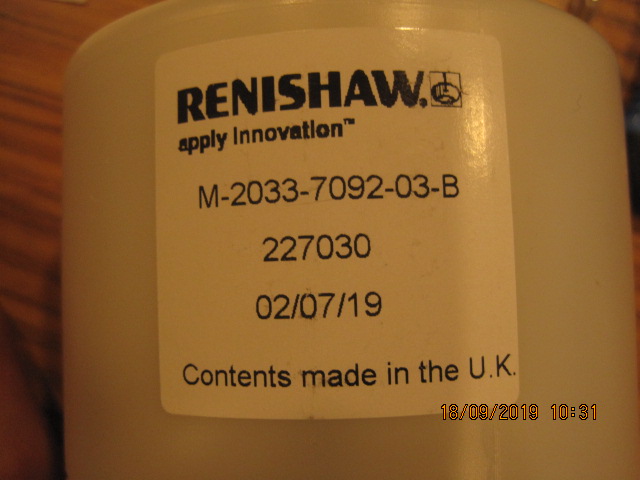 RENISHAW.
apply innovation™
M-2033-7092-03-B
227030
02/07/19
Contents made in the U.K.
18/09/2019 10:31